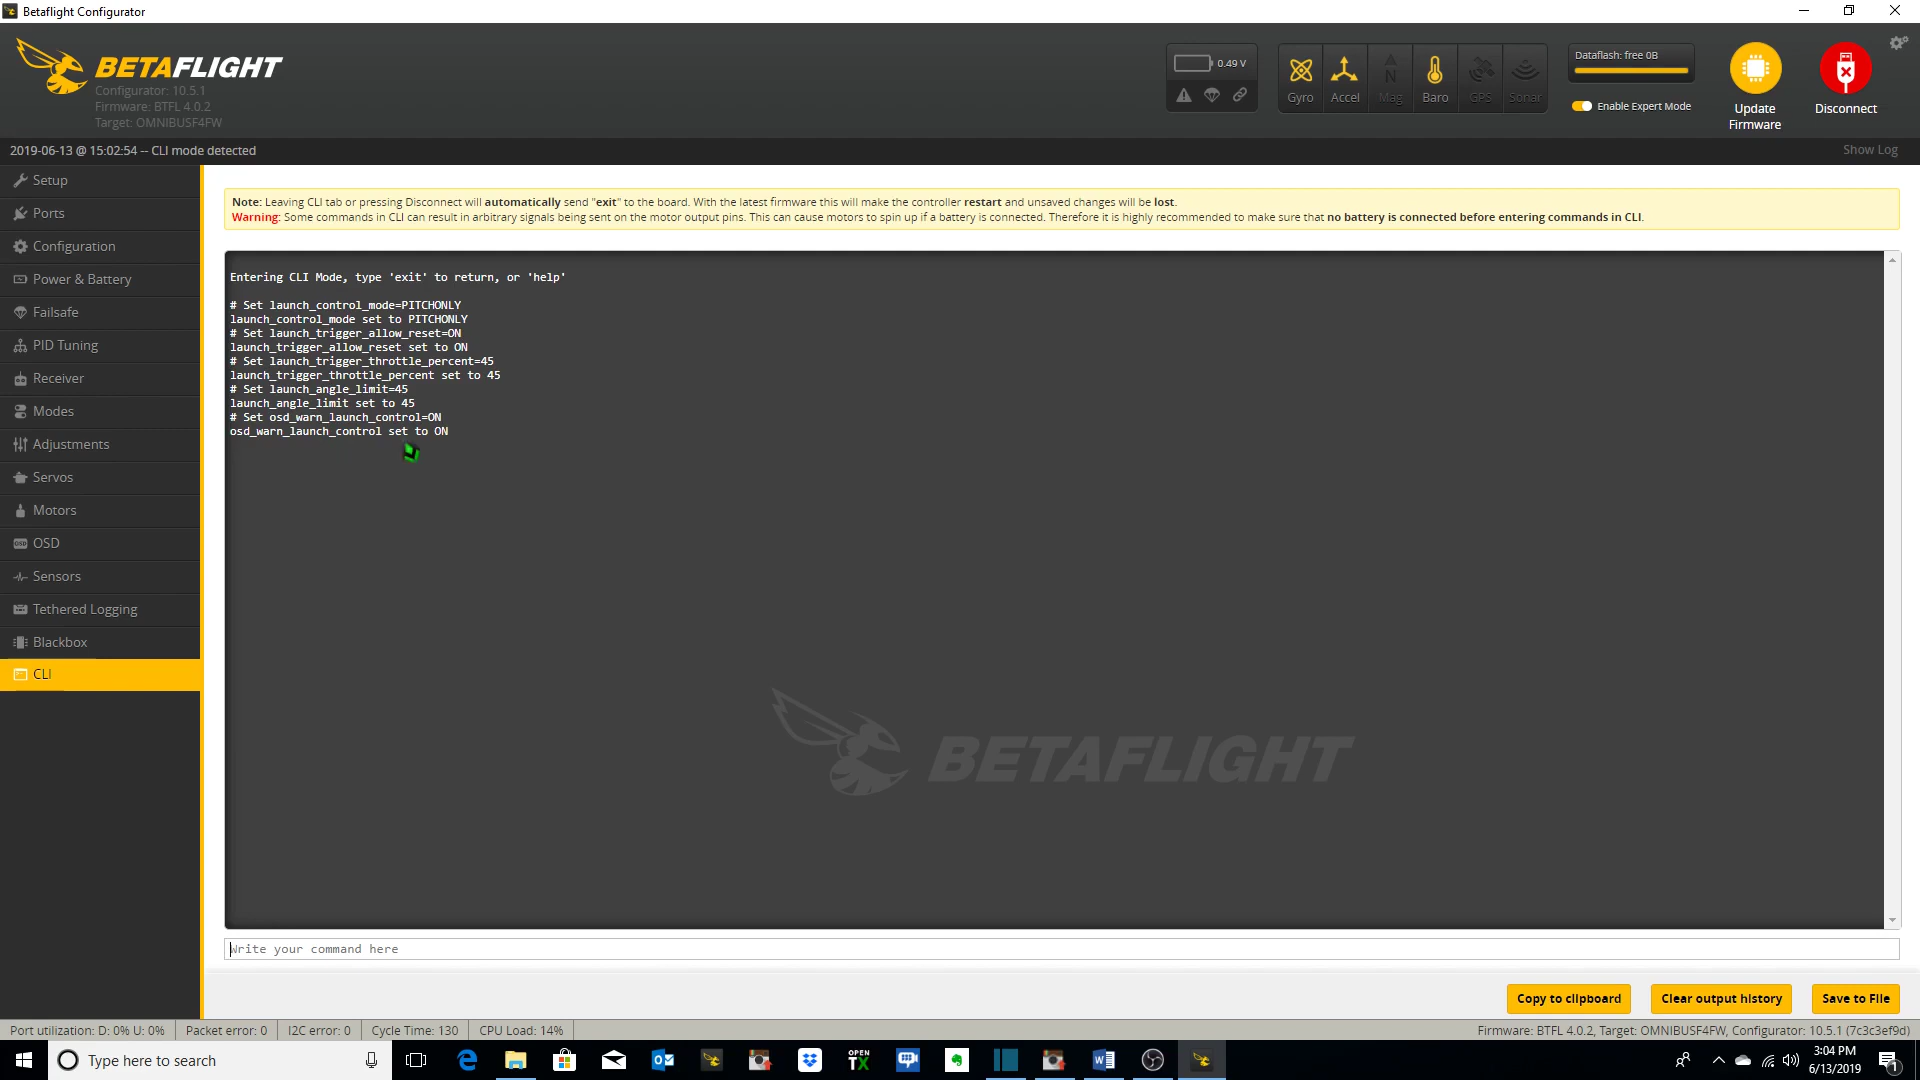 Betaflight Configurator
BETAFLIGHT
Configurator: 10.5.1
Firmware: BTFL 4.0.2
Target: OMNIBUSF4FW
0.49 V
Gyro
Accel
Mag
Baro
GPS
Sonar
Dataflash: free 0B
Enable Expert Mode
Update
Firmware
Disconnect
2019-06-13 @ 15:02:54 -- CLI mode detected
Show Log
Setup
Ports
Configuration
Power & Battery
Failsafe
PID Tuning
Receiver
Modes
Adjustments
Servos
Motors
OSD
Sensors
Tethered Logging
Blackbox
CLI
Note: Leaving CLI tab or pressing Disconnect will automatically send "exit" to the board. With the latest firmware this will make the controller restart and unsaved changes will be lost.
Warning: Some commands in CLI can result in arbitrary signals being sent on the motor output pins. This can cause motors to spin up if a battery is connected. Therefore it is highly recommended to make sure that no battery is connected before entering commands in CLI.
Entering CLI Mode, type 'exit' to return, or 'help'
# Set launch_control_mode=PITCHONLY
launch_control_mode set to PITCHONLY
# Set launch_trigger_allow_reset=ON
launch_trigger_allow_reset set to ON
# Set launch_trigger_throttle_percent=45
launch_trigger_throttle_percent set to 45
# Set launch_angle_limit=45
launch_angle_limit set to 45
# Set osd_warn_launch_control=ON
osd_warn_launch_control set to ON
BETAFLIGHT
Write your command here
Copy to clipboard
Clear output history
Save to File
Port utilization: D: 0% U: 0%
Packet error: 0
I2C error: 0
Cycle Time: 130
CPU Load: 14%
Firmware: BTFL 4.0.2, Target: OMNIBUSF4FW, Configurator: 10.5.1 (7c3c3ef9d)
Type here to search
OPEN
TX
3:04 PM
6/13/2019
1